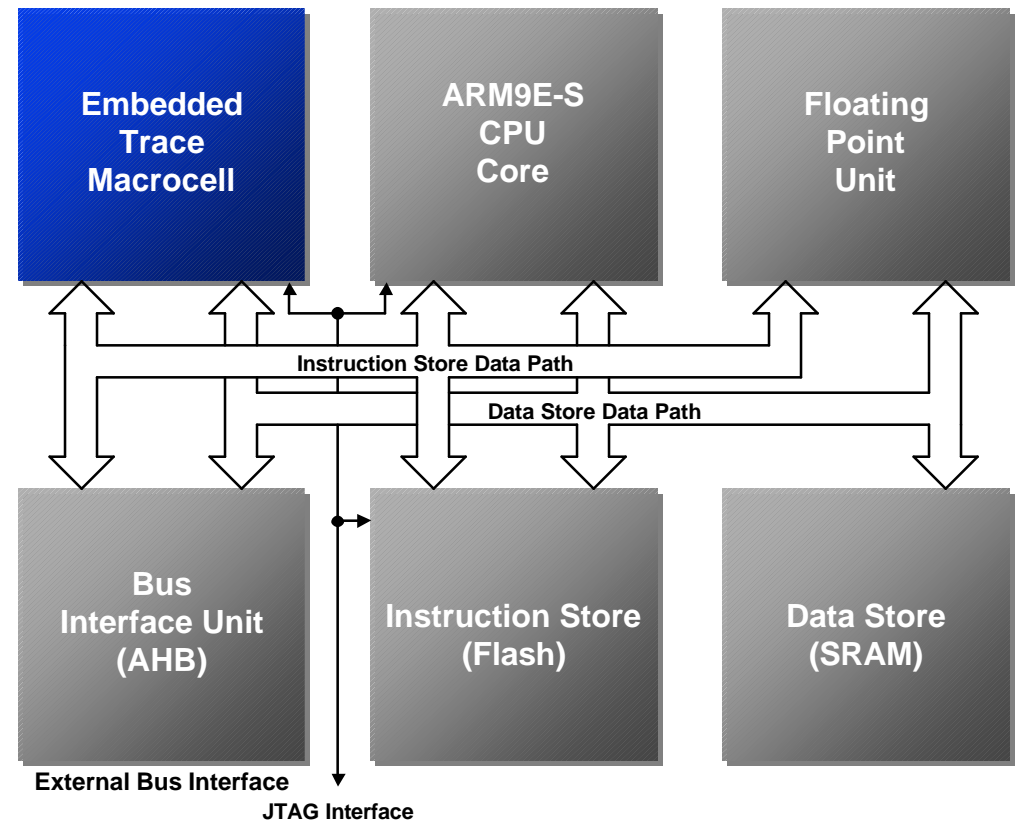 Embedded
Trace
Macrocell
ARM9E-S
CPU
Core
Floating
Point
Unit
Instruction Store Data Path
Data Store Data Path
Bus
Interface Unit
(AHB)
Instruction Store
(Flash)
Data Store
(SRAM)
External Bus Interface
JTAG Interface